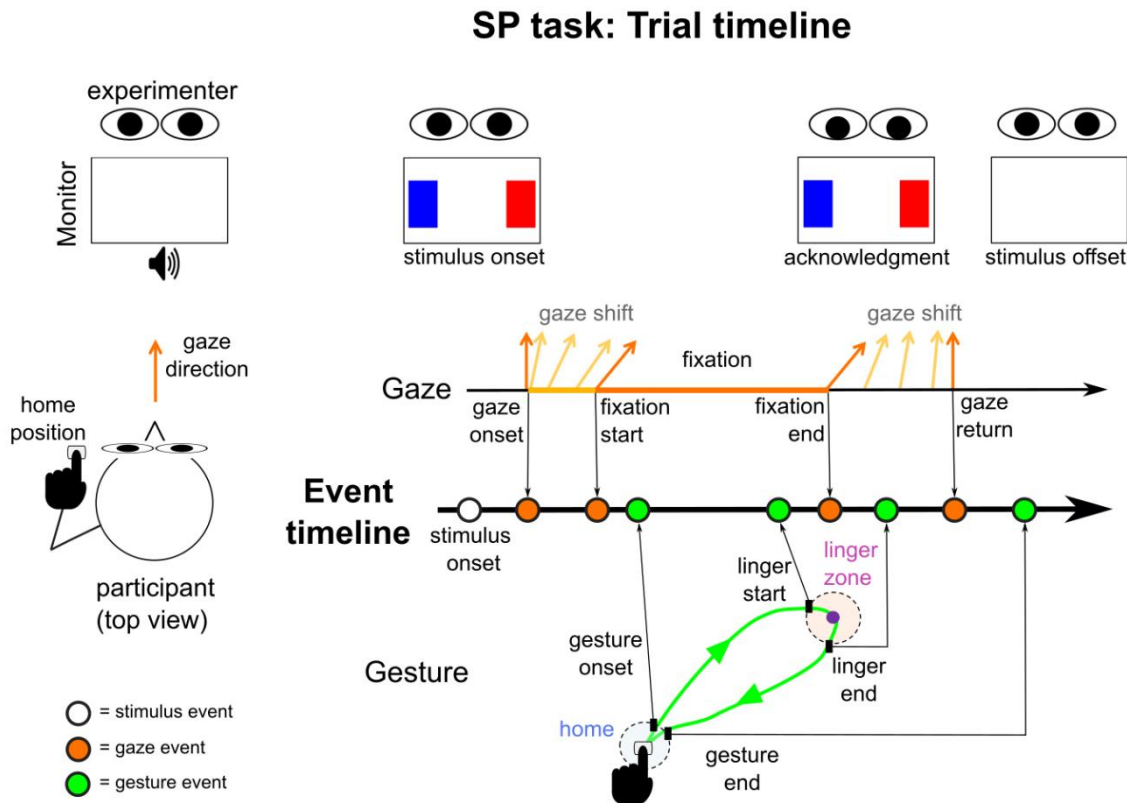 SP task: Trial timeline
experimenter
Monitor
stimulus onset
acknowledgment
stimulus offset
gaze
direction
home
position
participant
(top view)
gaze shift
gaze shift
fixation
Gaze
gaze
onset
fixation
start
fixation
end
gaze
return
Event
timeline
stimulus
onset
linger
start
linger
zone
gesture
onset
linger
end
Gesture
home
gesture
end
= stimulus event
= gaze event
= gesture event